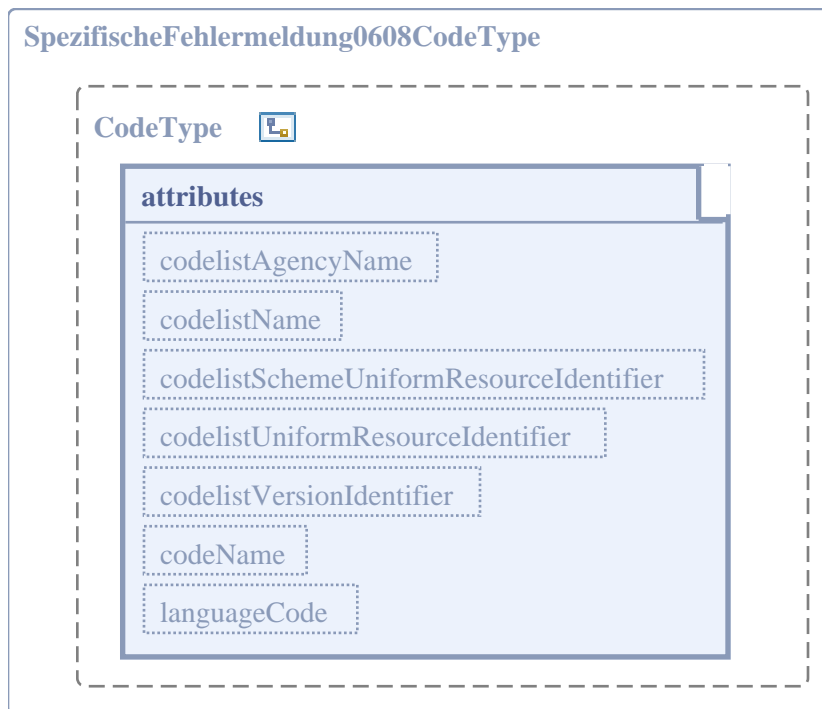 SpezifischeFehlermeldung0608CodeType
CodeType
attributes
codelistAgencyName
codelistName
codelistSchemeUniformResourceIdentifier
codelistUniformResourceIdentifier
codelistVersionIdentifier
codeName
languageCode